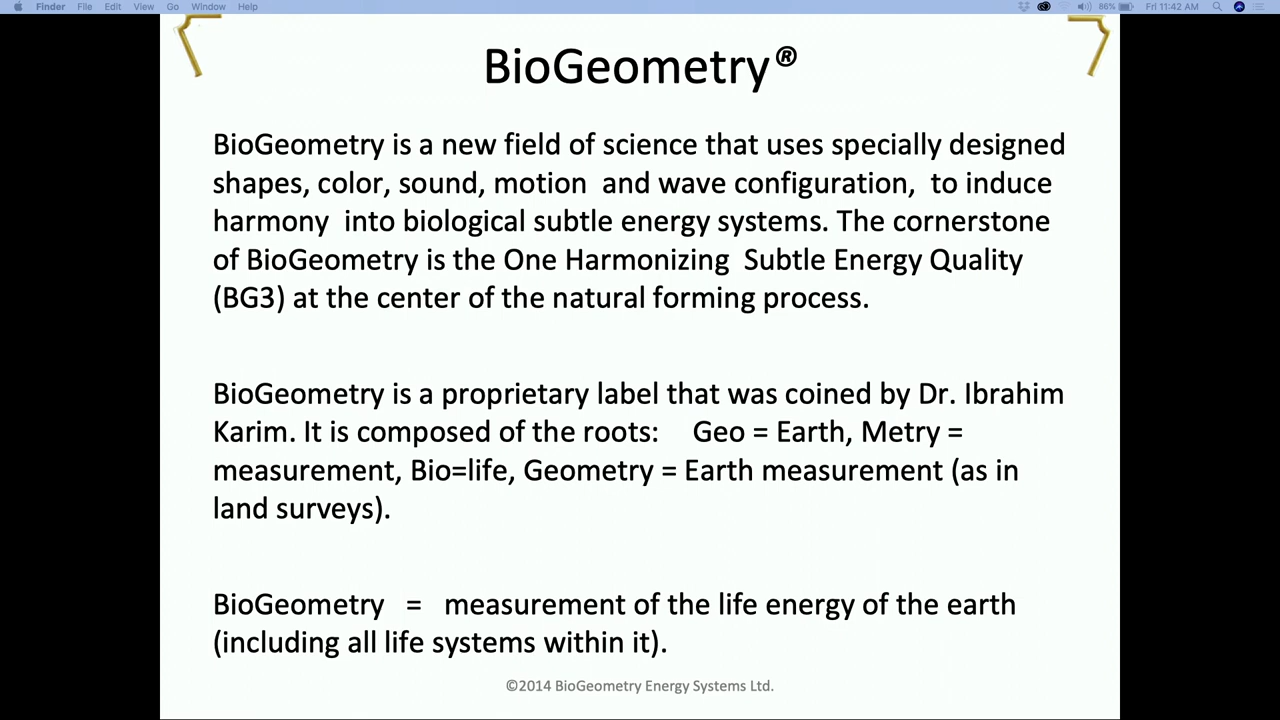 Finder File Edit View Go Window Help 86% Fri 11:42 AM
BioGeometry®
BioGeometry is a new field of science that uses specially designed
shapes, color, sound, motion and wave configuration, to induce
harmony into biological subtle energy systems. The cornerstone
of BioGeometry is the One Harmonizing Subtle Energy Quality
(BG3) at the center of the natural forming process.
BioGeometry is a proprietary label that was coined by Dr. Ibrahim
Karim. It is composed of the roots: Geo = Earth, Metry =
measurement, Bio=life, Geometry = Earth measurement (as in
land surveys).
BioGeometry = measurement of the life energy of the earth
(including all life systems within it).
©2014 BioGeometry Energy Systems Ltd.